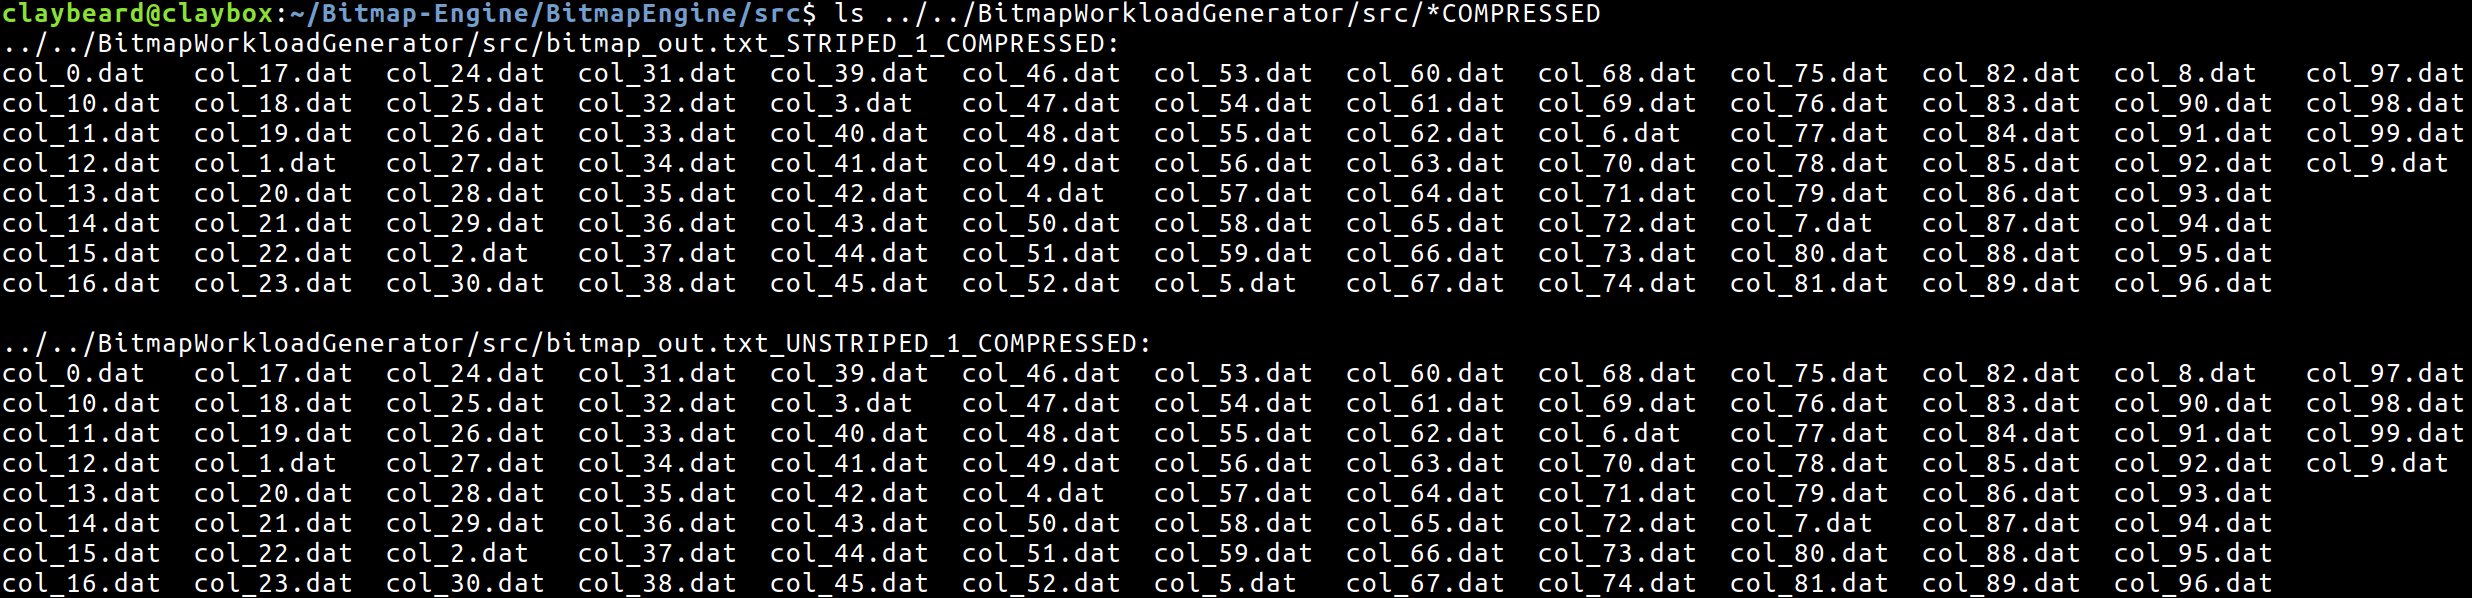 claybeard@claybox:~/Bitmap-Engine/BitmapEngine/src$ ls ../../BitmapWorkloadGenerator/src/*COMPRESSED
../../BitmapWorkloadGenerator/src/bitmap_out.txt_STRIPED_1_COMPRESSED:
col_0.dat   col_17.dat  col_24.dat  col_31.dat  col_39.dat  col_46.dat  col_53.dat  col_60.dat  col_68.dat  col_75.dat  col_82.dat  col_8.dat   col_97.dat
col_10.dat  col_18.dat  col_25.dat  col_32.dat  col_3.dat   col_47.dat  col_54.dat  col_61.dat  col_69.dat  col_76.dat  col_83.dat  col_90.dat  col_98.dat
col_11.dat  col_19.dat  col_26.dat  col_33.dat  col_40.dat  col_48.dat  col_55.dat  col_62.dat  col_6.dat   col_77.dat  col_84.dat  col_91.dat  col_99.dat
col_12.dat  col_1.dat   col_27.dat  col_34.dat  col_41.dat  col_49.dat  col_56.dat  col_63.dat  col_70.dat  col_78.dat  col_85.dat  col_92.dat  col_9.dat
col_13.dat  col_20.dat  col_28.dat  col_35.dat  col_42.dat  col_4.dat   col_57.dat  col_64.dat  col_71.dat  col_79.dat  col_86.dat  col_93.dat
col_14.dat  col_21.dat  col_29.dat  col_36.dat  col_43.dat  col_50.dat  col_58.dat  col_65.dat  col_72.dat  col_7.dat   col_87.dat  col_94.dat
col_15.dat  col_22.dat  col_2.dat   col_37.dat  col_44.dat  col_51.dat  col_59.dat  col_66.dat  col_73.dat  col_80.dat  col_88.dat  col_95.dat
col_16.dat  col_23.dat  col_30.dat  col_38.dat  col_45.dat  col_52.dat  col_5.dat   col_67.dat  col_74.dat  col_81.dat  col_89.dat  col_96.dat

../../BitmapWorkloadGenerator/src/bitmap_out.txt_UNSTRIPED_1_COMPRESSED:
col_0.dat   col_17.dat  col_24.dat  col_31.dat  col_39.dat  col_46.dat  col_53.dat  col_60.dat  col_68.dat  col_75.dat  col_82.dat  col_8.dat   col_97.dat
col_10.dat  col_18.dat  col_25.dat  col_32.dat  col_3.dat   col_47.dat  col_54.dat  col_61.dat  col_69.dat  col_76.dat  col_83.dat  col_90.dat  col_98.dat
col_11.dat  col_19.dat  col_26.dat  col_33.dat  col_40.dat  col_48.dat  col_55.dat  col_62.dat  col_6.dat   col_77.dat  col_84.dat  col_91.dat  col_99.dat
col_12.dat  col_1.dat   col_27.dat  col_34.dat  col_41.dat  col_49.dat  col_56.dat  col_63.dat  col_70.dat  col_78.dat  col_85.dat  col_92.dat  col_9.dat
col_13.dat  col_20.dat  col_28.dat  col_35.dat  col_42.dat  col_4.dat   col_57.dat  col_64.dat  col_71.dat  col_79.dat  col_86.dat  col_93.dat
col_14.dat  col_21.dat  col_29.dat  col_36.dat  col_43.dat  col_50.dat  col_58.dat  col_65.dat  col_72.dat  col_7.dat   col_87.dat  col_94.dat
col_15.dat  col_22.dat  col_2.dat   col_37.dat  col_44.dat  col_51.dat  col_59.dat  col_66.dat  col_73.dat  col_80.dat  col_88.dat  col_95.dat
col_16.dat  col_23.dat  col_30.dat  col_38.dat  col_45.dat  col_52.dat  col_5.dat   col_67.dat  col_74.dat  col_81.dat  col_89.dat  col_96.dat